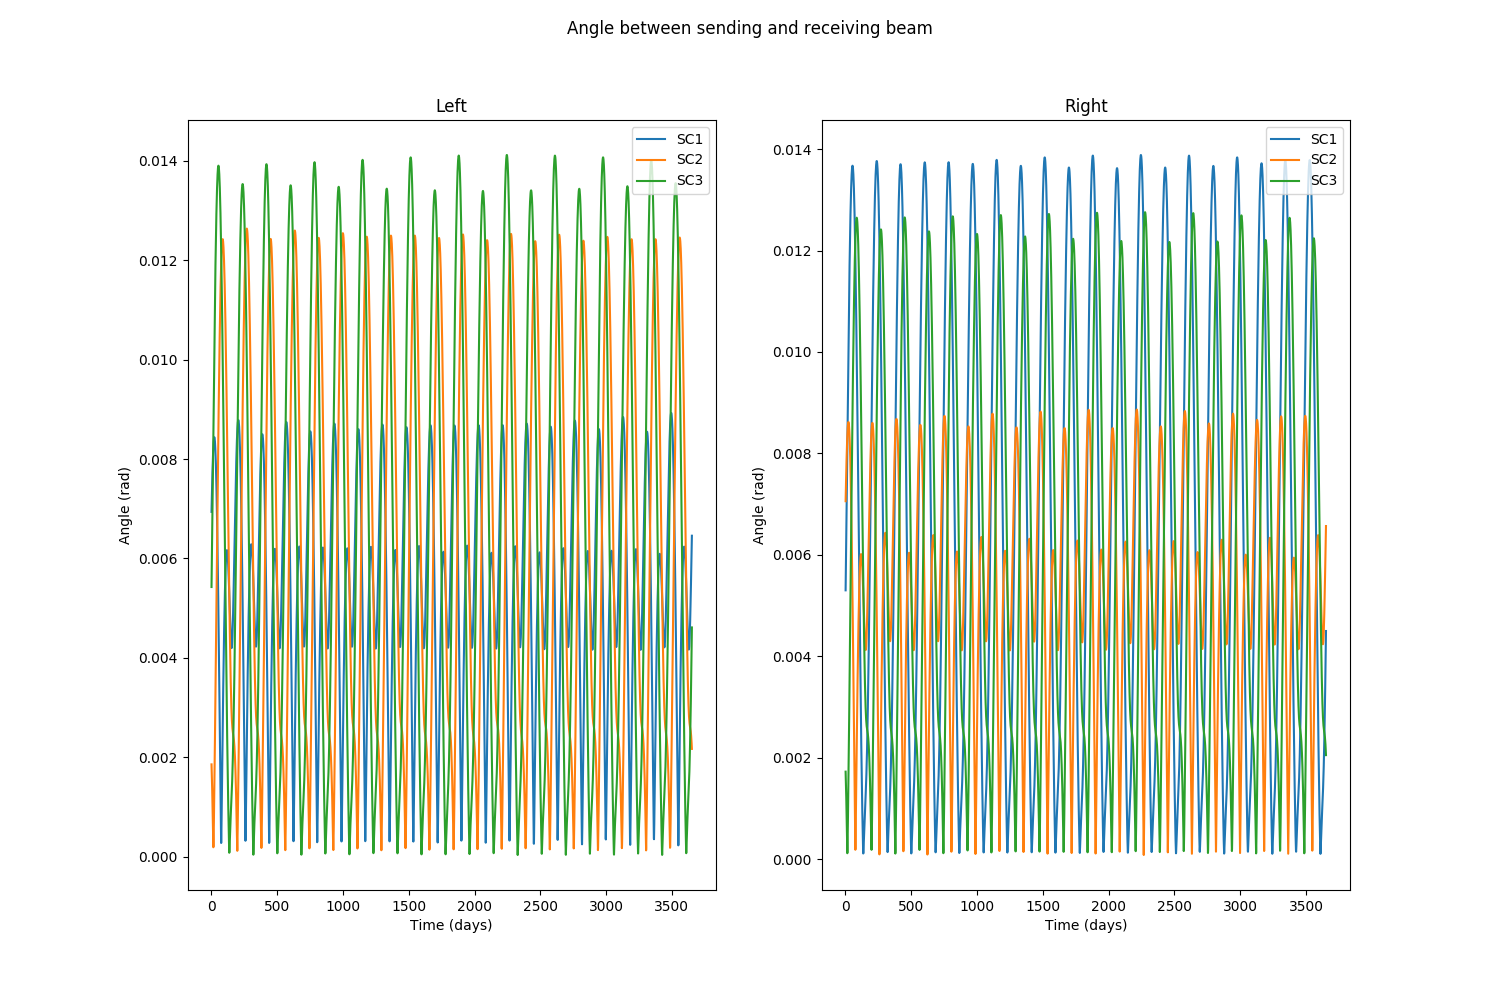 Angle between sending and receiving beam
Left
SC1
SC2
SC3
0.014
0.012
0.010
0.008
0.006
0.004
0.002
0.000
Angle (rad)
0 500 1000 1500 2000 2500 3000 3500
Time (days)
Right
SC1
SC2
SC3
0.014
0.012
0.010
0.008
0.006
0.004
0.002
0.000
Angle (rad)
0 500 1000 1500 2000 2500 3000 3500
Time (days)